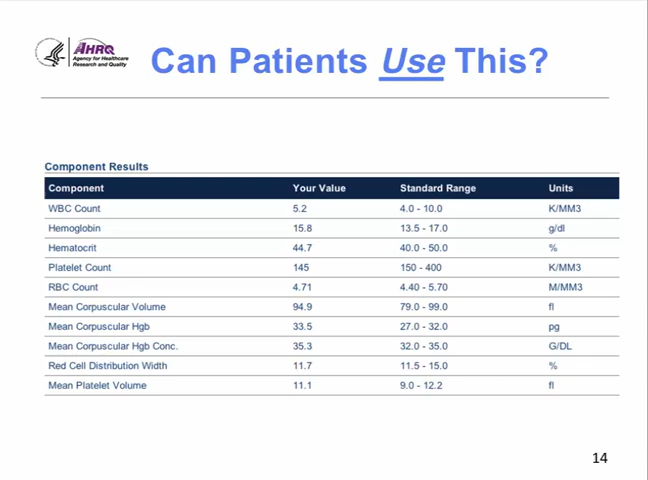 AHRQ
Agency for Healthcare
Research and Quality
Can Patients Use This?
Component Results
Component Your Value Standard Range Units
WBC Count 5.2 4.0 - 10.0 K/MM3
Hemoglobin 15.8 13.5 - 17.0 g/dl
Hematocrit 44.7 40.0 - 50.0 %
Platelet Count 145 150 - 400 K/MM3
RBC Count 4.71 4.40 - 5.70 M/MM3
Mean Corpuscular Volume 94.9 79.0 - 99.0 fl
Mean Corpuscular Hgb 33.5 27.0 - 32.0 pg
Mean Corpuscular Hgb Conc. 35.3 32.0 - 35.0 G/DL
Red Cell Distribution Width 11.7 11.5 - 15.0 %
Mean Platelet Volume 11.1 9.0 - 12.2 fl
14